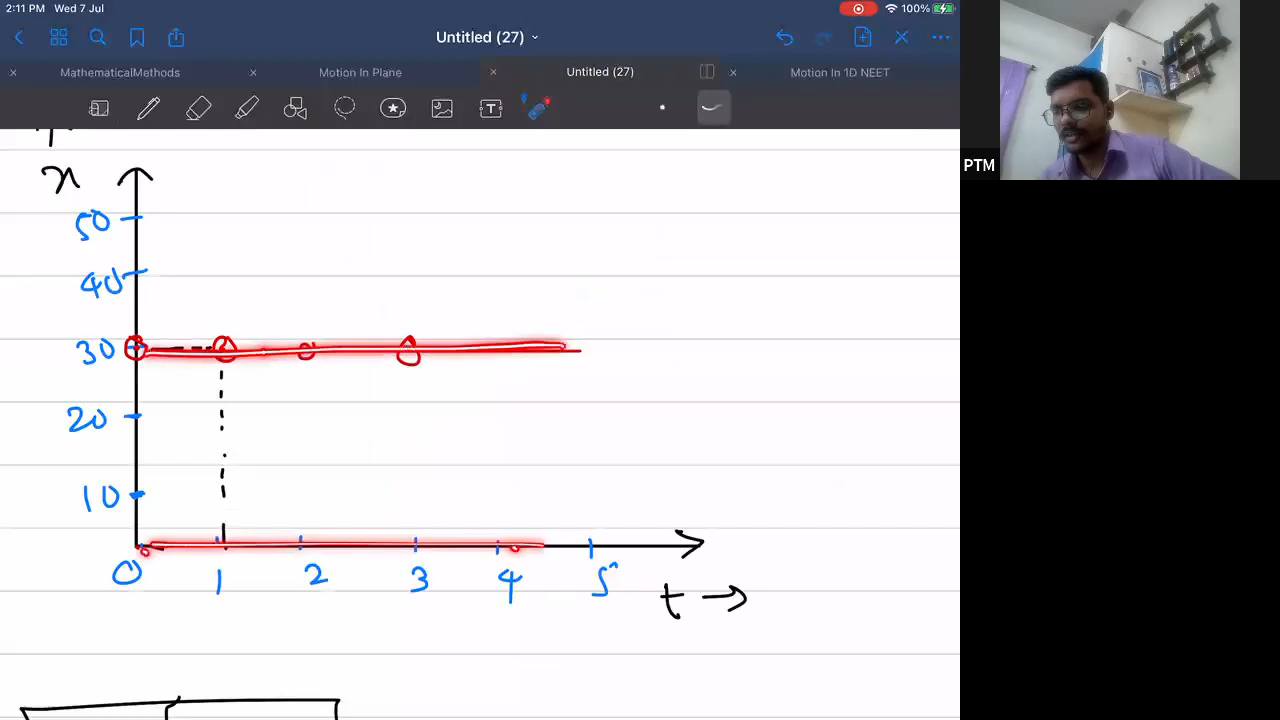 2:11 PM Wed 7 Jul
100%
Untitled (27)
MathematicalMethods
Motion In Plane
Untitled (27)
Motion In 1D NEET
T
PTM
x
50
40
30
20
10
0 1 2 3 4 5
t →